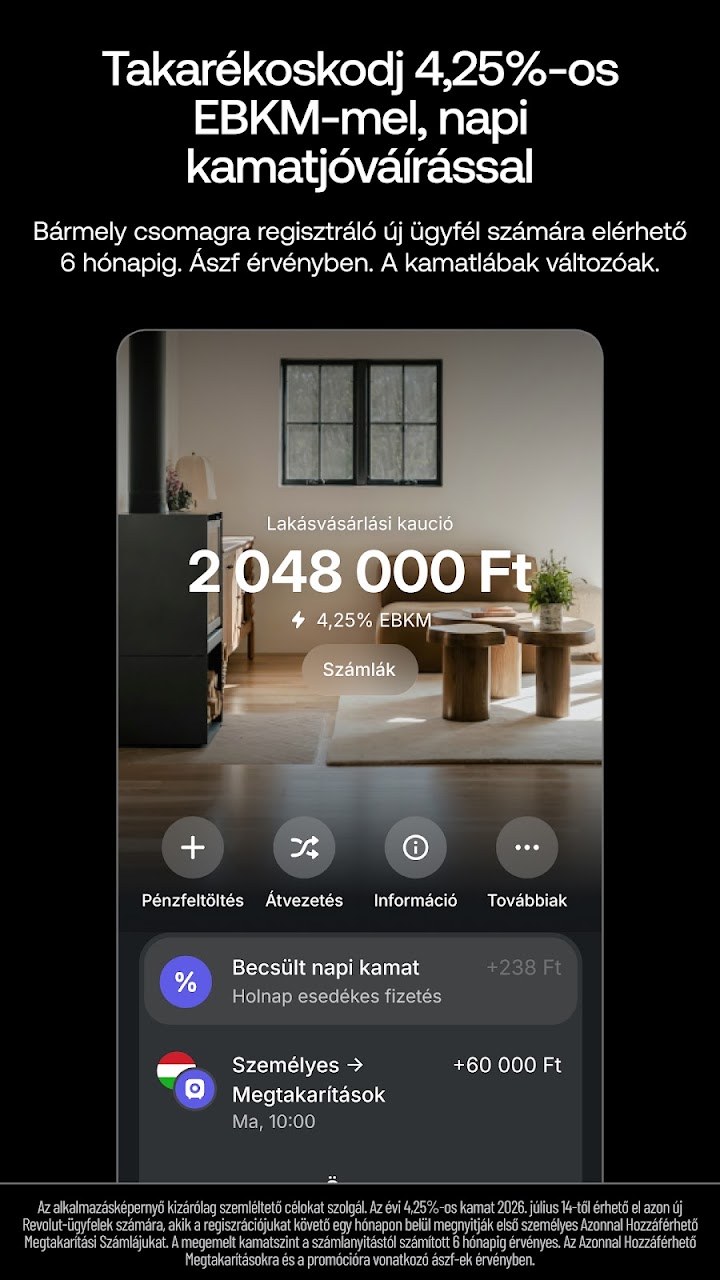 Takarékoskodj 4,25%-os
EBKM-mel, napi
kamatjóváírással
Bármely csomagra regisztráló új ügyfél számára elérhető
6 hónapig. Ászf érvényben. A kamatlábak változóak.
Lakásvásárlási kaució
2 048 000 Ft
4,25% EBKM
Számlák
Pénzfeltöltés Átvezetés Információ Továbbiak
Becsült napi kamat +238 Ft
Holnap esedékes fizetés
Személyes → +60 000 Ft
Megtakarítások
Ma, 10:00
Az alkalmazásképernyő kizárólag szemléltető célokat szolgál. Az évi 4,25%-os kamat 2026. július 14-től érhető el azon új
Revolut-ügyfelek számára, akik a regiszrációjukat követő egy hónapon belül megnyitják első személyes Azonnal Hozzáférhető
Megtakarítási Számlájukat. A megemelt kamatszint a számlanyitástól számított 6 hónapig érvényes. Az Azonnal Hozzáférhető
Megtakarításokra és a promócióra vonatkozó ászf-ek érvényben.